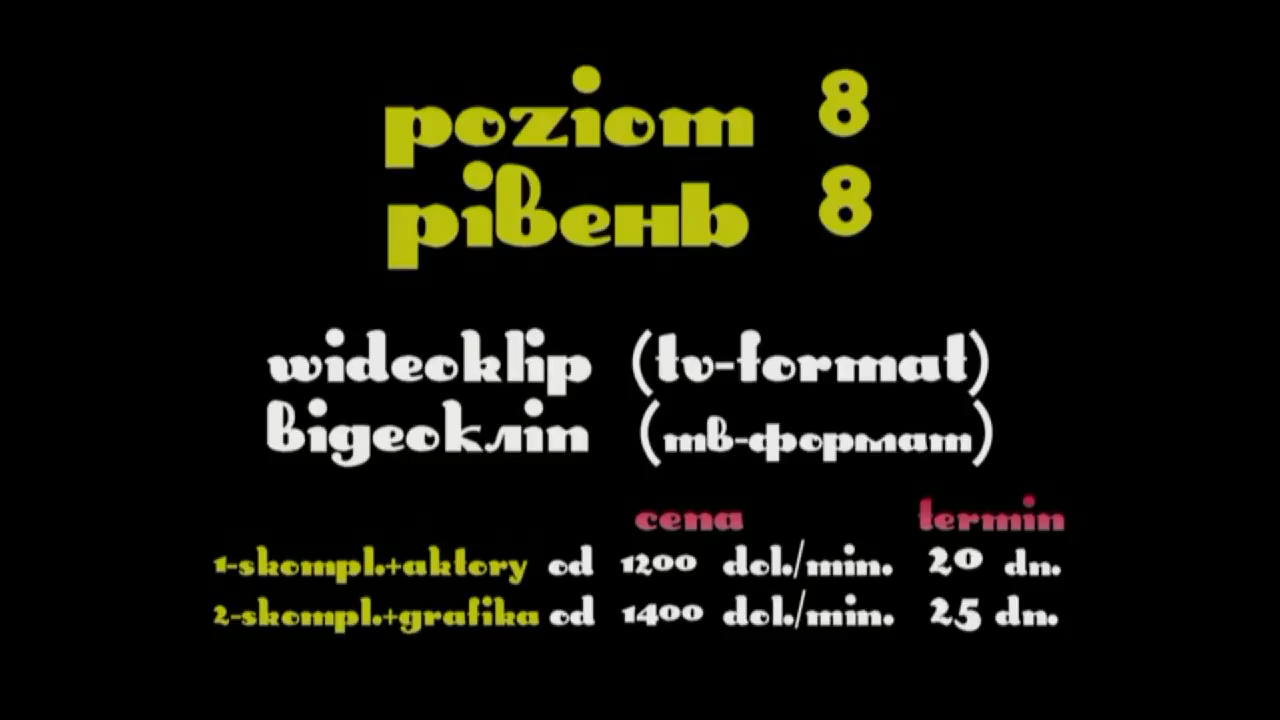 poziom 8
рівень 8
wideoklip (tv-format)
відеокліп (тв-формат)
cena termin
1-skompl.+aktory od 1200 dol./min. 20 dn.
2-skompl.+grafika od 1400 dol./min. 25 dn.